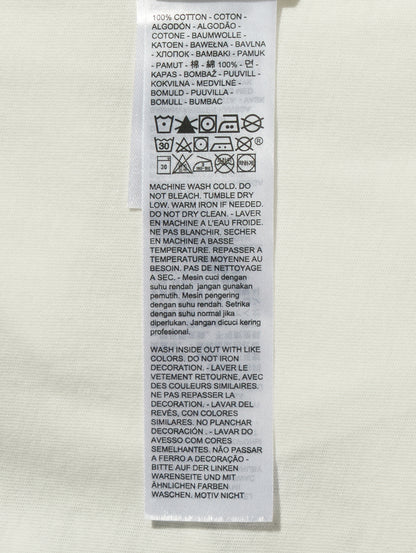 100% COTTON - COTON -
ALGODÓN - ALGODÃO -
COTONE - BAUMWOLLE -
KATOEN - BAWEŁNA - BAVLNA
- ХЛОПОК - BAMBAKI - PAMUK
- PAMUT - 棉 - 綿 100% - 면 -
KAPAS - BOMBAŽ - PUUVILL -
KOKVILNA - MEDVILNĖ -
BOMULD - PUUVILLA -
BOMULL - BUMBAC
30
®
30
MACHINE WASH COLD. DO
NOT BLEACH. TUMBLE DRY
LOW. WARM IRON IF NEEDED.
DO NOT DRY CLEAN. - LAVER
EN MACHINE A L'EAU FROIDE.
NE PAS BLANCHIR. SECHER
EN MACHINE A BASSE
TEMPERATURE. REPASSER A
TEMPERATURE MOYENNE AU
BESOIN. PAS DE NETTOYAGE
A SEC. - Mesin cuci dengan
suhu rendah jangan gunakan
pemutih. Mesin pengering
dengan suhu rendah. Setrika
dengan suhu normal jika
diperlukan. Jangan dicuci kering
profesional.
WASH INSIDE OUT WITH LIKE
COLORS. DO NOT IRON
DECORATION. - LAVER LE
VETEMENT RETOURNE, AVEC
DES COULEURS SIMILAIRES.
NE PAS REPASSER LA
DECORATION. - LAVAR DEL
REVÉS, CON COLORES
SIMILARES. NO PLANCHAR
DECORACIÓN . - LAVAR DO
AVESSO COM CORES
SEMELHANTES. NÃO PASSAR
A FERRO A DECORAÇÃO -
BITTE AUF DER LINKEN
WARENSEITE UND MIT
ÄHNLICHEN FARBEN
WASCHEN. MOTIV NICHT